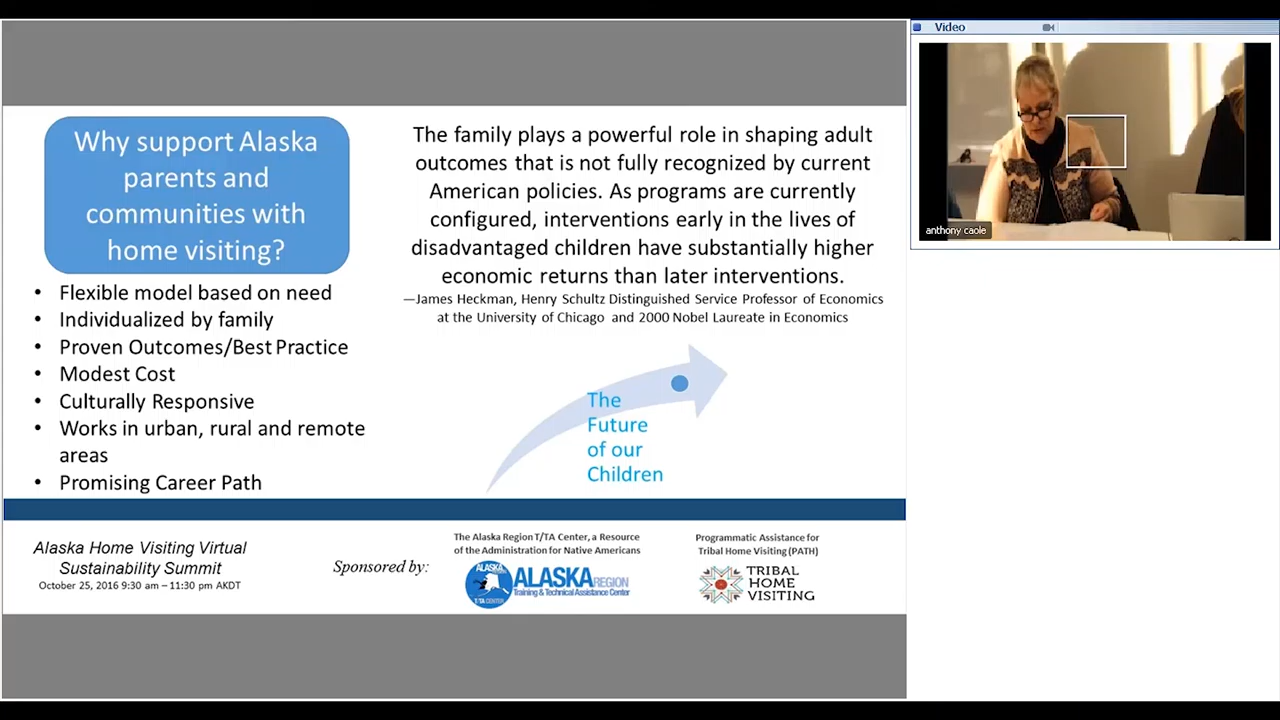 Video
Why support Alaska
parents and
communities with
home visiting?
• Flexible model based on need
• Individualized by family
• Proven Outcomes/Best Practice
• Modest Cost
• Culturally Responsive
• Works in urban, rural and remote
areas
• Promising Career Path
The family plays a powerful role in shaping adult
outcomes that is not fully recognized by current
American policies. As programs are currently
configured, interventions early in the lives of
disadvantaged children have substantially higher
economic returns than later interventions.
—James Heckman, Henry Schultz Distinguished Service Professor of Economics
at the University of Chicago and 2000 Nobel Laureate in Economics
The
Future
of our
Children
anthony caole
Alaska Home Visiting Virtual
Sustainability Summit
October 25, 2016 9:30 am – 11:30 pm AKDT
Sponsored by:
The Alaska Region T/TA Center, a Resource
of the Administration for Native Americans
ALASKA
T/TA CENTER
ALASKA REGION
Training & Technical Assistance Center
Programmatic Assistance for
Tribal Home Visiting (PATH)
TRIBAL
HOME
VISITING